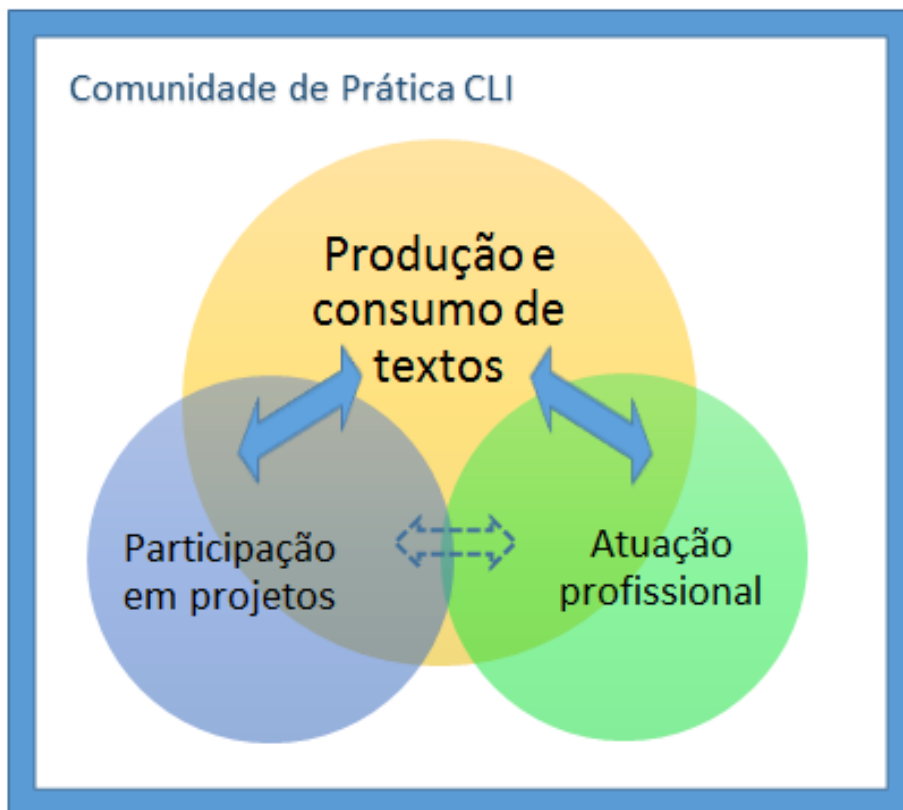 Comunidade de Prática CLI
Produção e
consumo de
textos
Participação
em projetos
Atuação
profissional